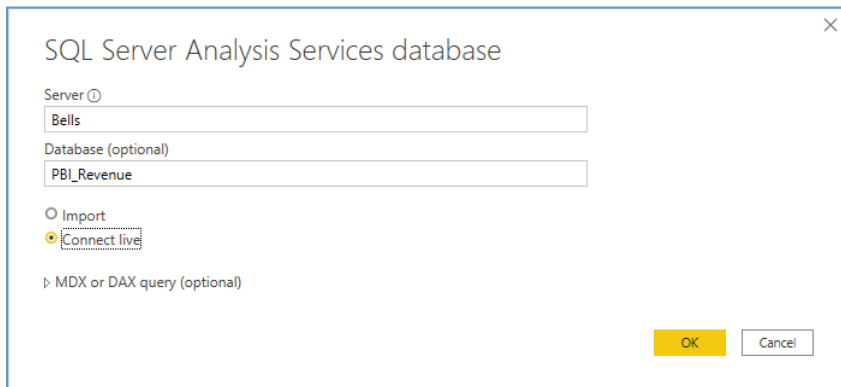 SQL Server Analysis Services database
Server
Bells
Database (optional)
PBI_Revenue
Import
Connect live
MDX or DAX query (optional)
OK Cancel